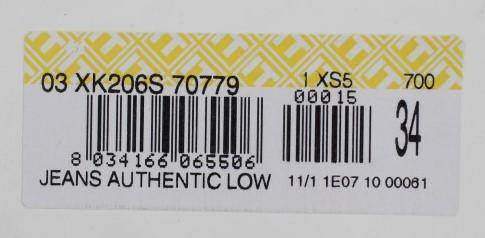 03 XK206S 70779 1 XS5 700
00015
34
8 034166 065506
JEANS AUTHENTIC LOW 11/1 1E07 10 00061